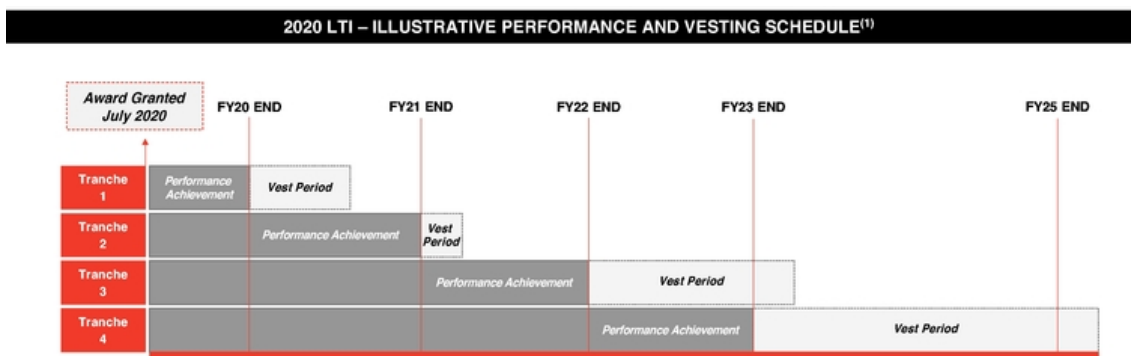 2020 LTI – ILLUSTRATIVE PERFORMANCE AND VESTING SCHEDULE(1)
Award Granted
July 2020
FY20 END
FY21 END
FY22 END
FY23 END
FY25 END
Tranche
1
Performance
Achievement
Vest Period
Tranche
2
Performance Achievement
Vest
Period
Tranche
3
Performance Achievement
Vest Period
Tranche
4
Performance Achievement
Vest Period